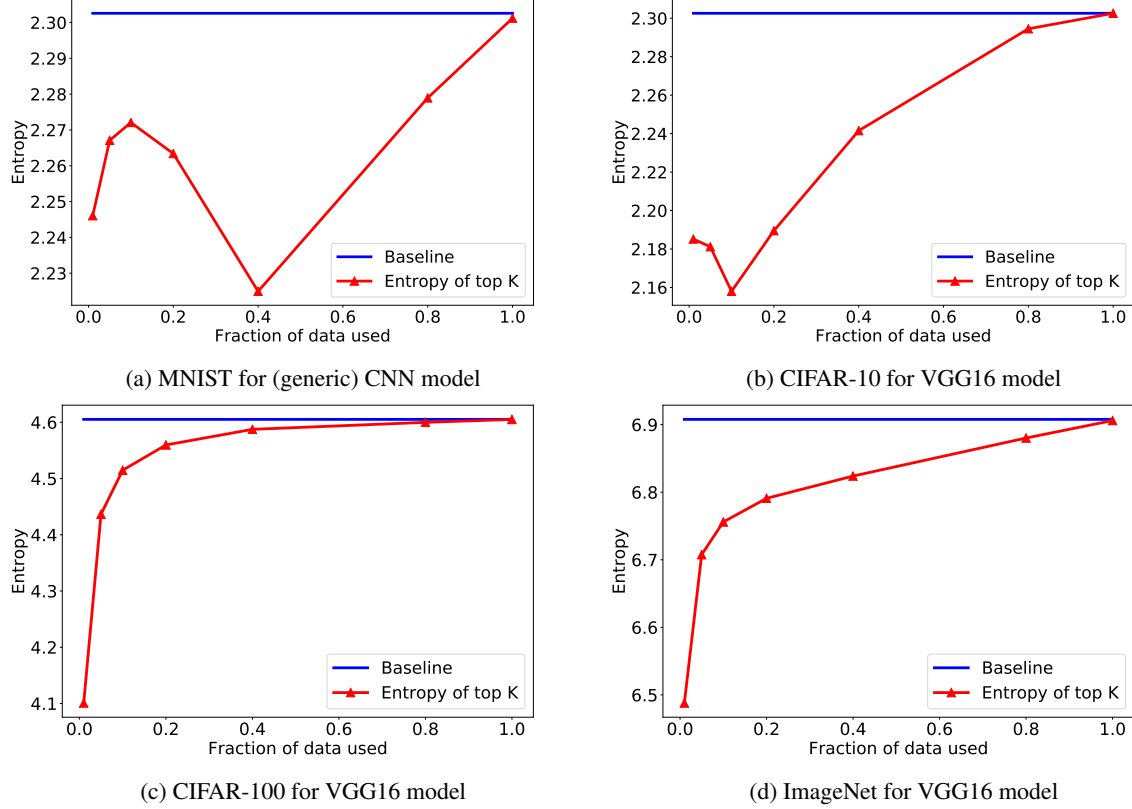 2.30
2.29
2.28
2.27
2.26
2.25
2.24
2.23
Entropy
0.0 0.2 0.4 0.6 0.8 1.0
Fraction of data used
Baseline
Entropy of top K
(a) MNIST for (generic) CNN model
2.30
2.28
2.26
2.24
2.22
2.20
2.18
2.16
Entropy
0.0 0.2 0.4 0.6 0.8 1.0
Fraction of data used
Baseline
Entropy of top K
(b) CIFAR-10 for VGG16 model
4.6
4.5
4.4
4.3
4.2
4.1
Entropy
0.0 0.2 0.4 0.6 0.8 1.0
Fraction of data used
Baseline
Entropy of top K
(c) CIFAR-100 for VGG16 model
6.9
6.8
6.7
6.6
6.5
Entropy
0.0 0.2 0.4 0.6 0.8 1.0
Fraction of data used
Baseline
Entropy of top K
(d) ImageNet for VGG16 model